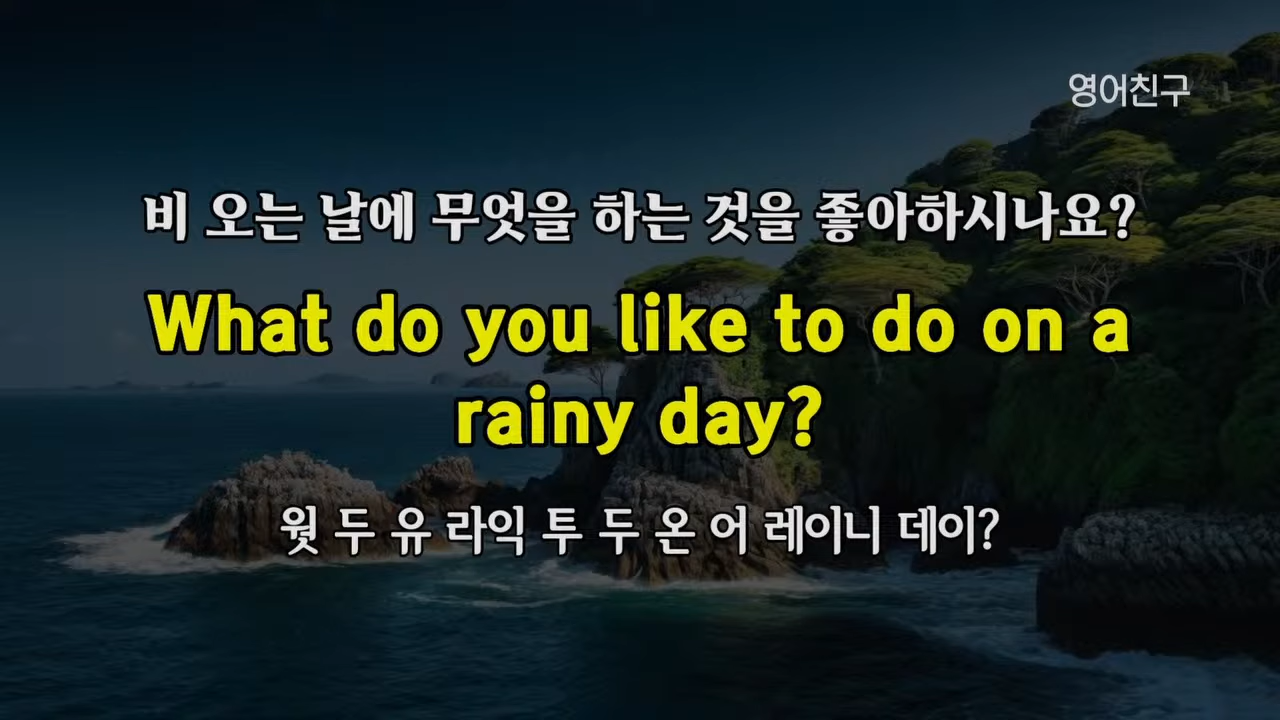 영어친구
비 오는 날에 무엇을 하는 것을 좋아하시나요?
What do you like to do on a
rainy day?
웟 두 유 라익 투 두 온 어 레이니 데이?